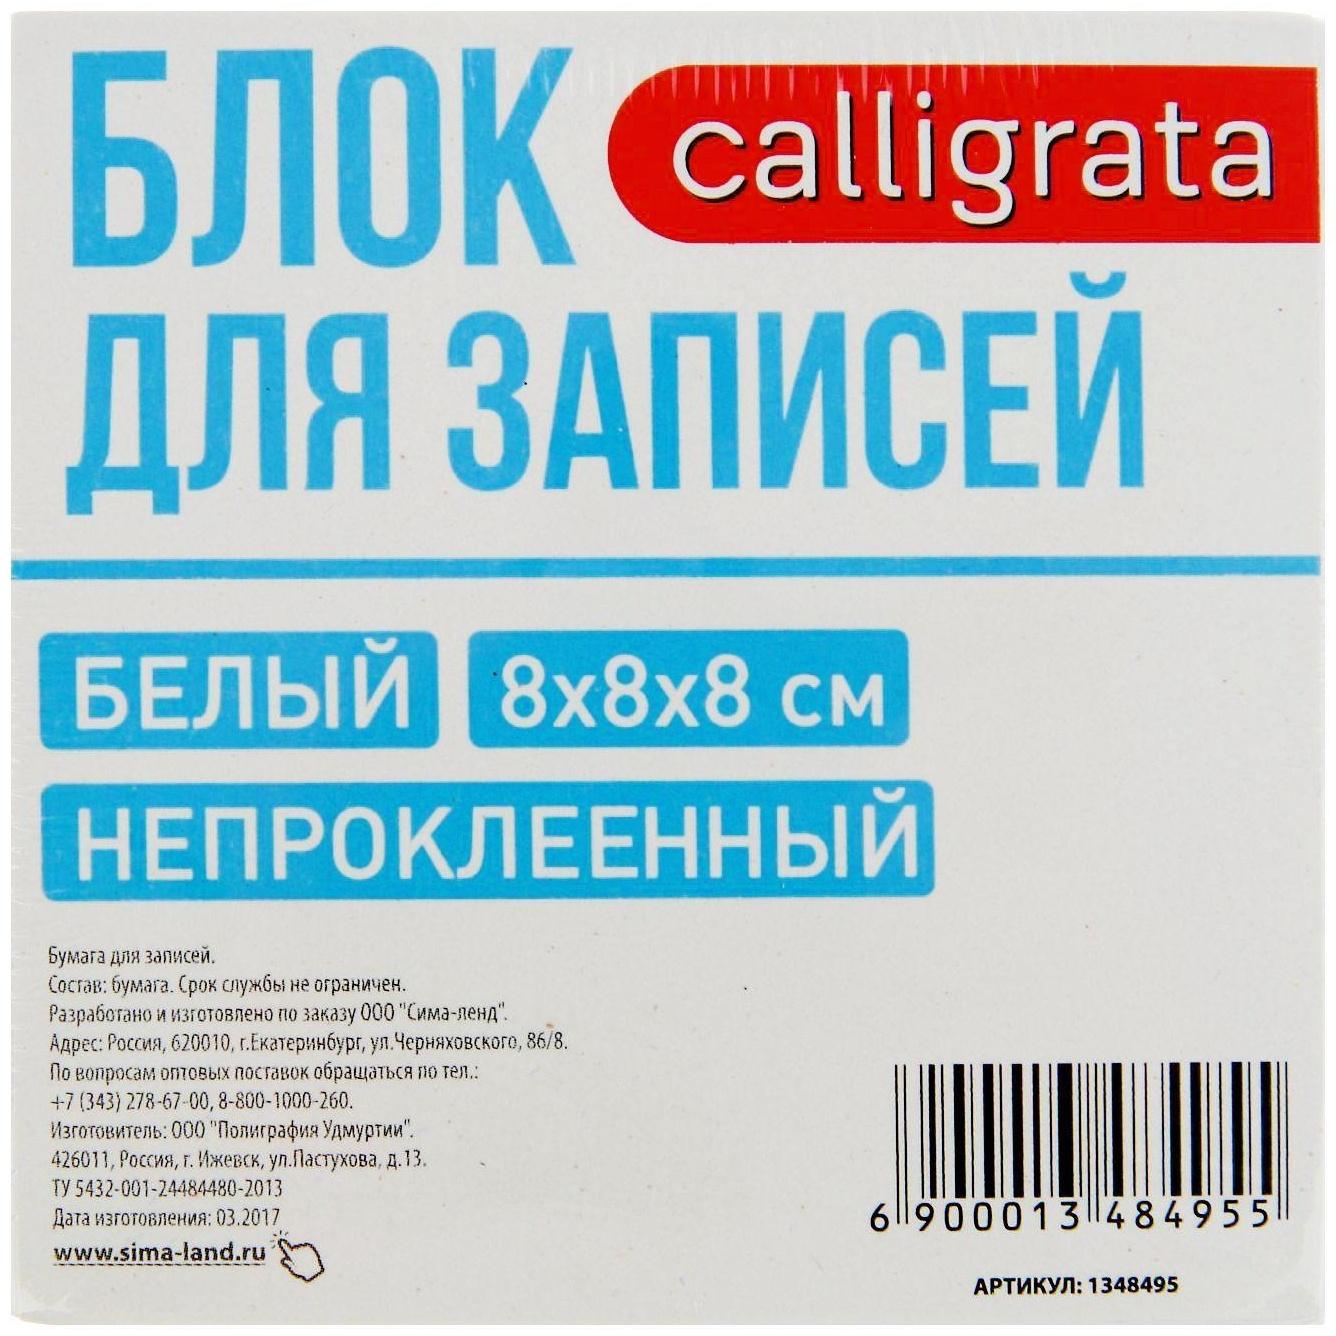 БЛОК
calligrata
ДЛЯ ЗАПИСЕЙ
БЕЛЫЙ
8х8х8 см
НЕПРОКЛЕЕННЫЙ
Бумага для записей.
Состав: бумага. Срок службы не ограничен.
Разработано и изготовлено по заказу ООО "Сима-ленд".
Адрес: Россия, 620010, г.Екатеринбург, ул.Черняховского, 86/8.
По вопросам оптовых поставок обращаться по тел.:
+7 (343) 278-67-00, 8-800-1000-260.
Изготовитель: ООО "Полиграфия Удмуртии".
426011, Россия, г. Ижевск, ул.Пастухова, д.13.
ТУ 5432-001-24484480-2013
Дата изготовления: 03.2017
www.sima-land.ru
6 900013 484955
АРТИКУЛ: 1348495